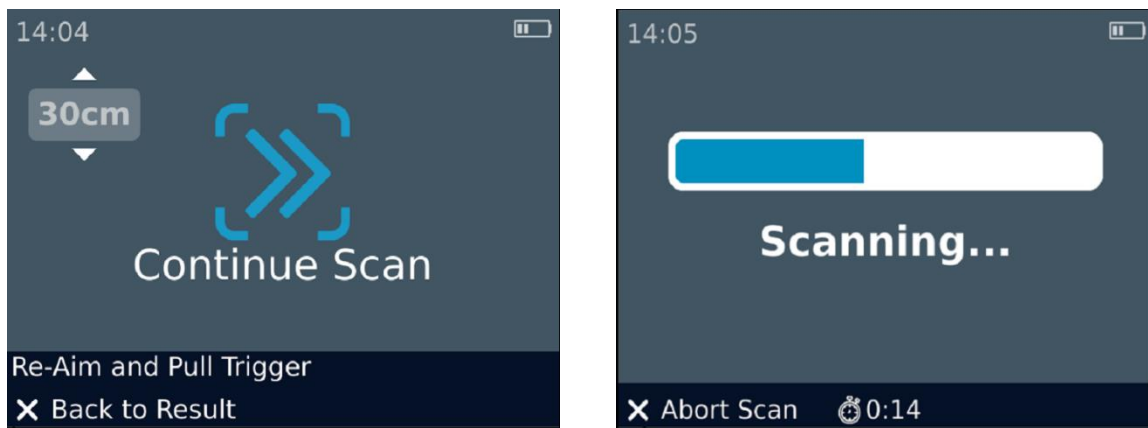 14:04
30cm
Continue Scan
Re-Aim and Pull Trigger
X Back to Result
14:05
Scanning...
X Abort Scan 0:14